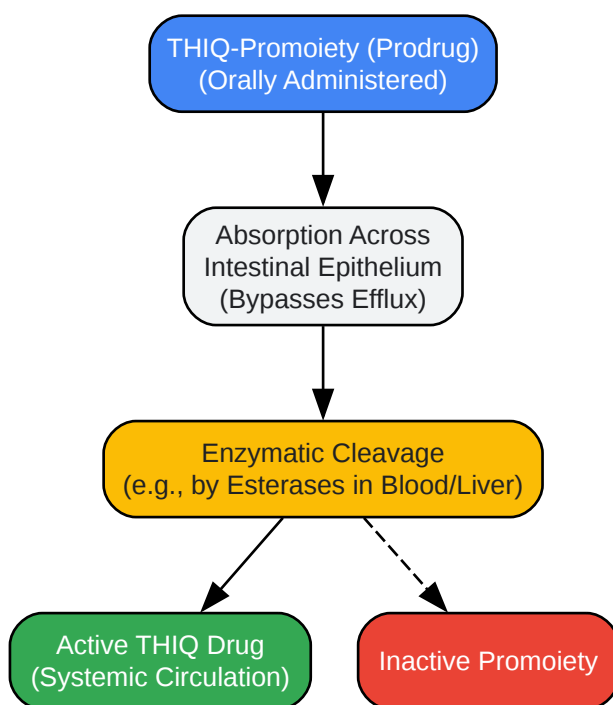 THIQ-Promoiety (Prodrug)
(Orally Administered)
Absorption Across
Intestinal Epithelium
(Bypasses Efflux)
Enzymatic Cleavage
(e.g., by Esterases in Blood/Liver)
Active THIQ Drug
(Systemic Circulation)
Inactive Promoiety